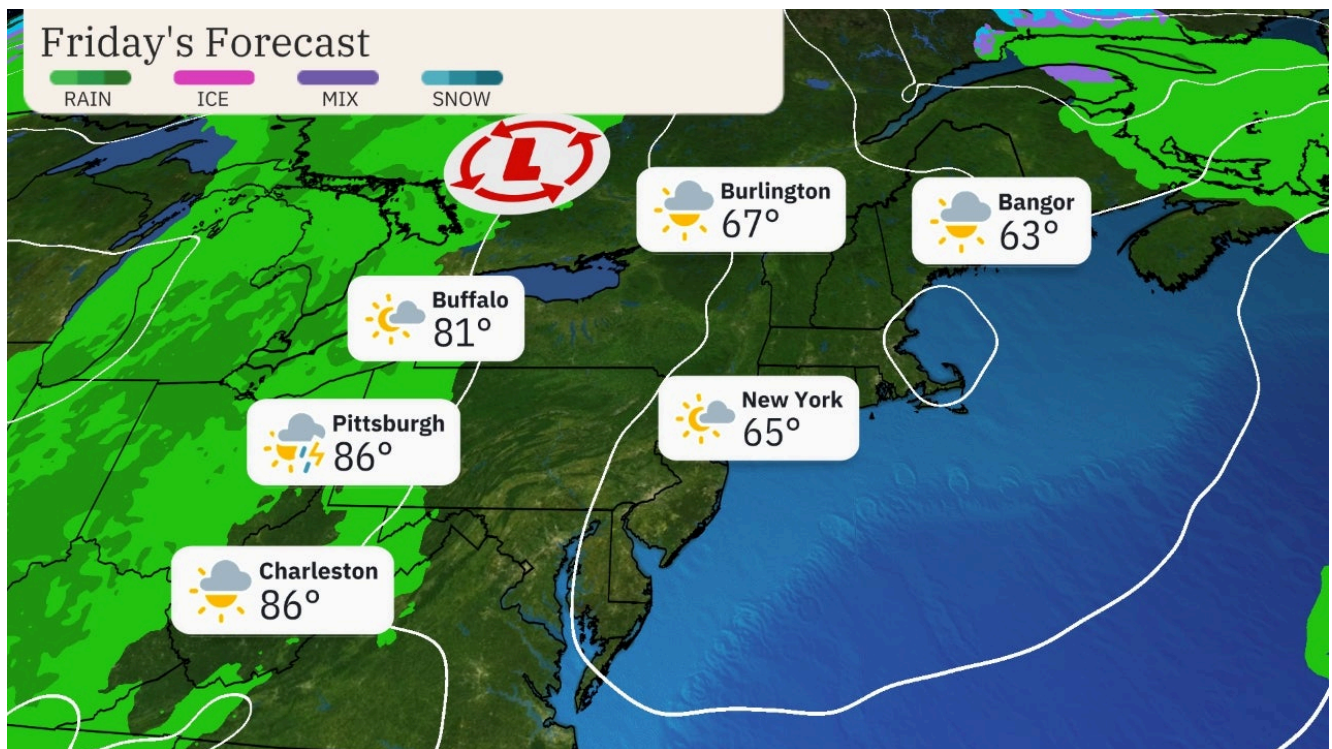 Friday's Forecast
RAIN
ICE
MIX
SNOW
L
Burlington
67°
Bangor
63°
Buffalo
81°
New York
65°
Pittsburgh
86°
Charleston
86°